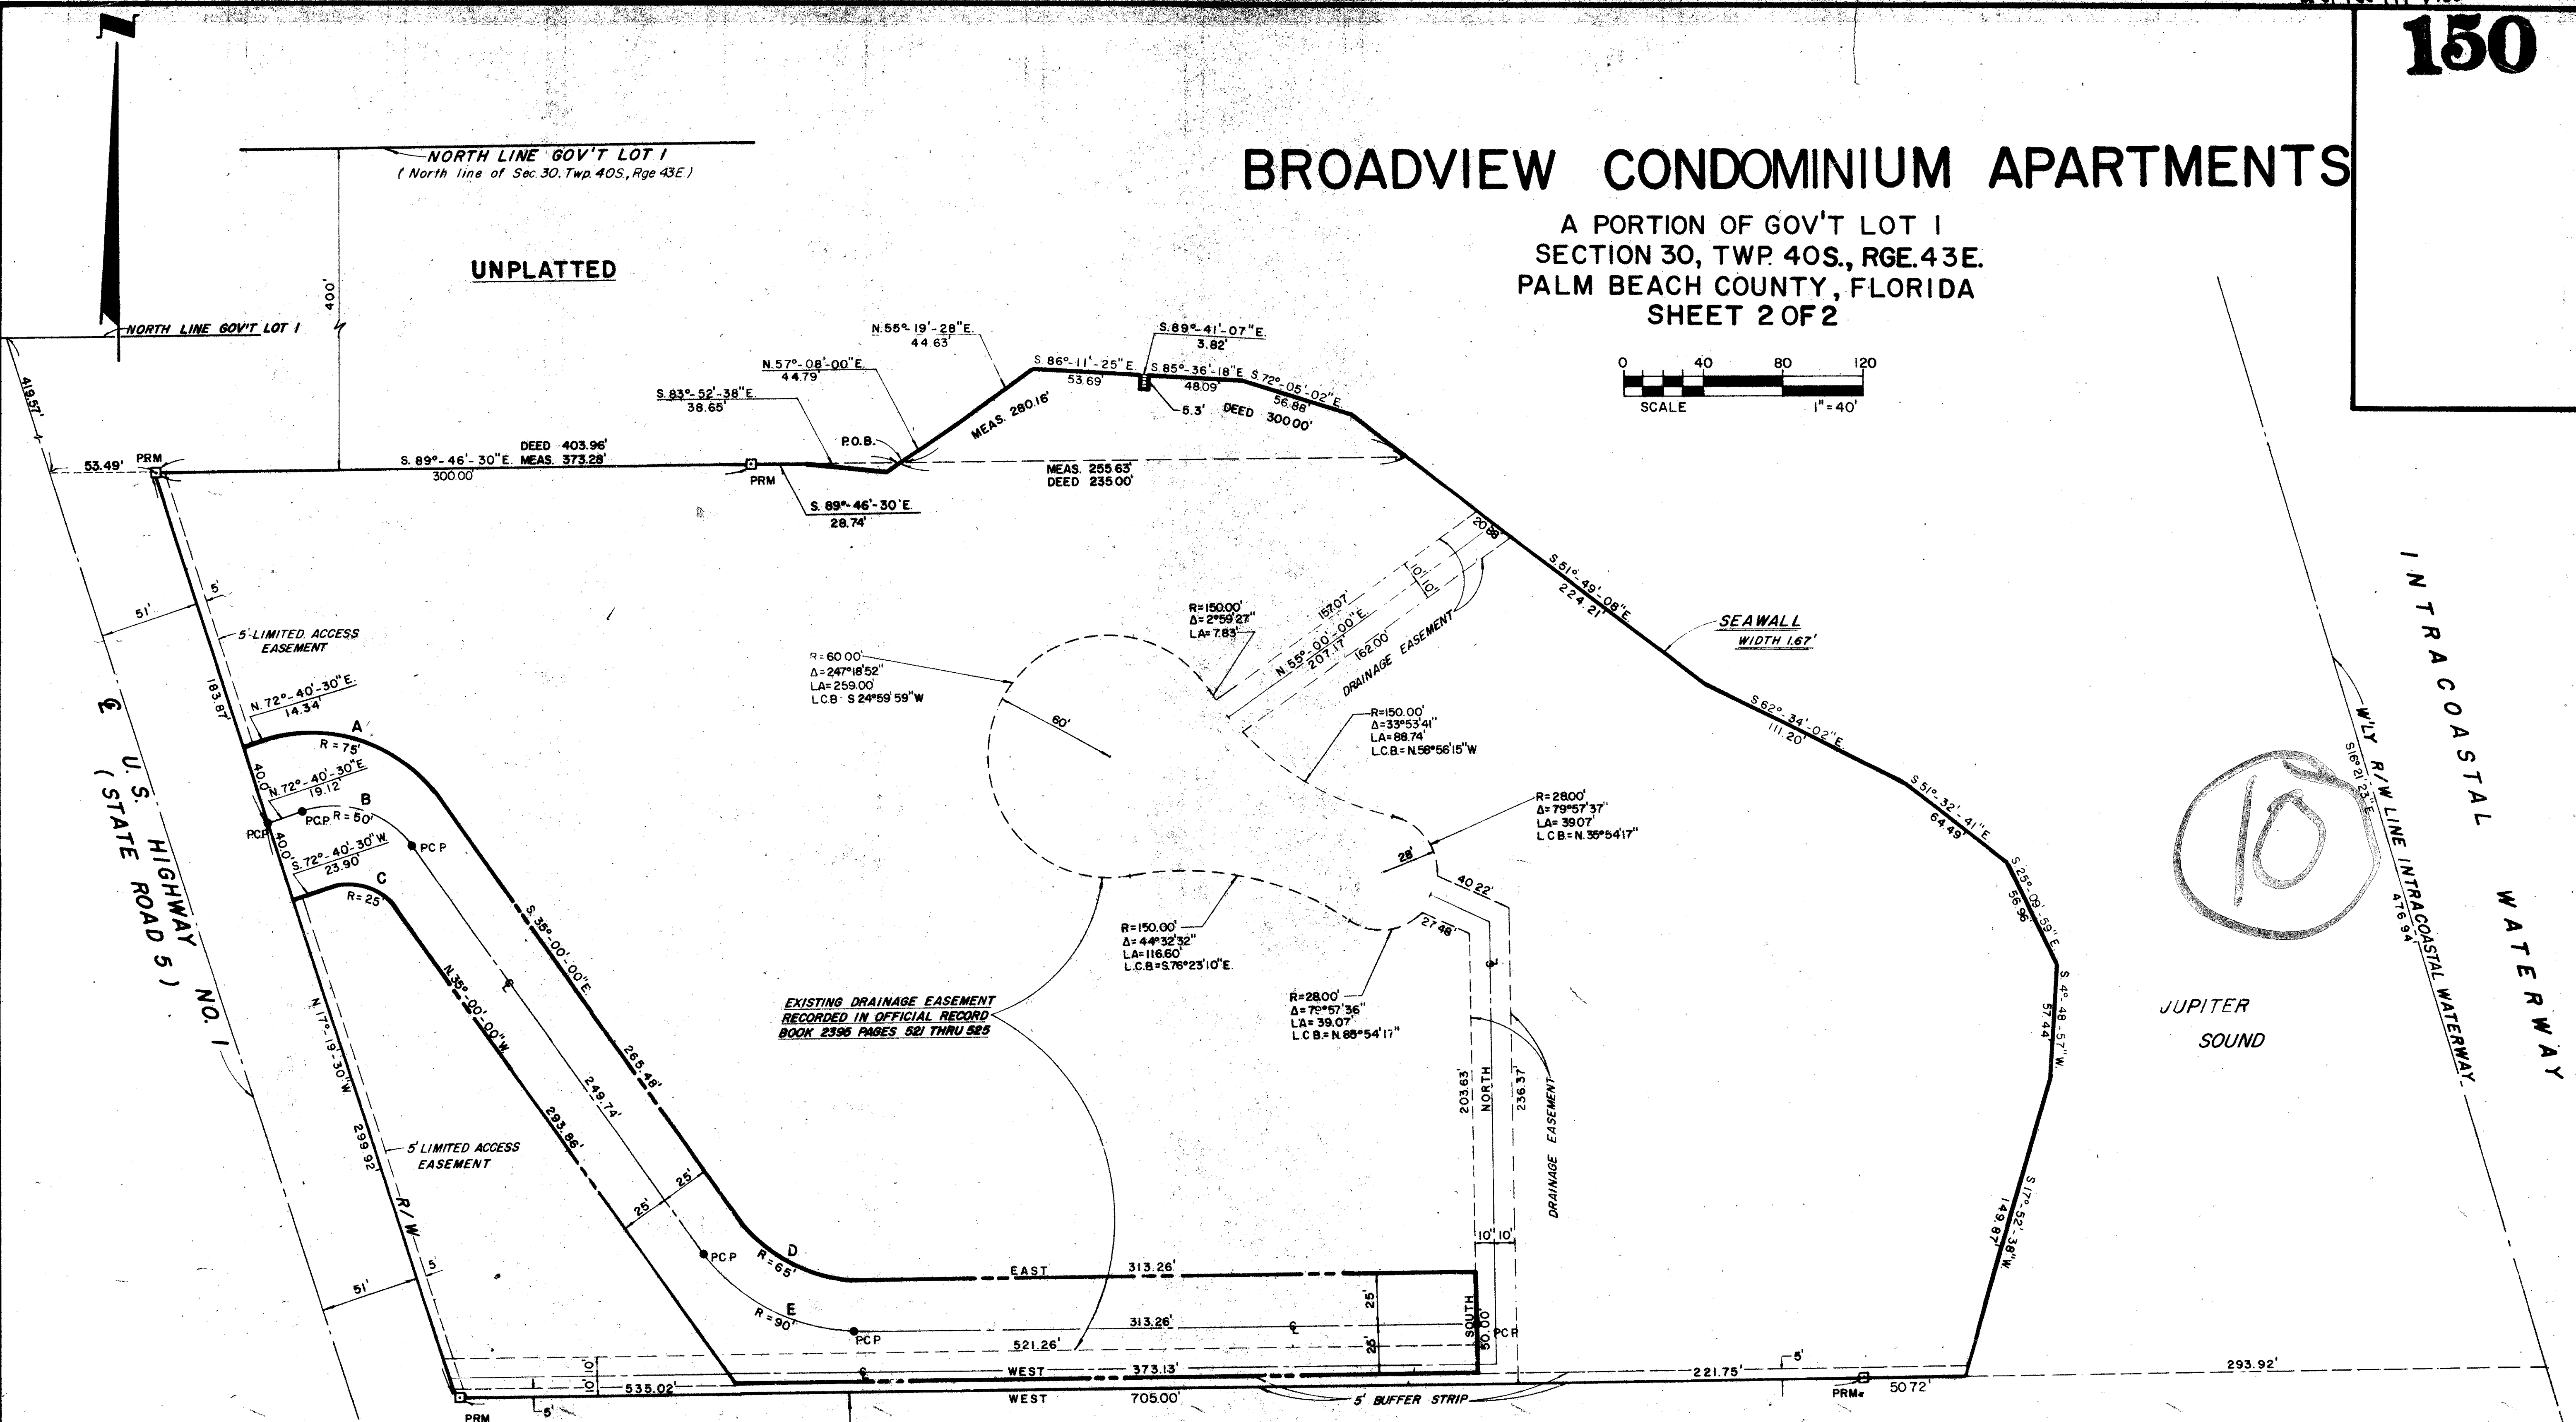 150
N
BROADVIEW CONDOMINIUM APARTMENTS
A PORTION OF GOV'T LOT 1
SECTION 30, TWP. 40S., RGE. 43E.
PALM BEACH COUNTY, FLORIDA
SHEET 2 OF 2
0 40 80 120
SCALE 1"=40'
NORTH LINE GOV'T LOT 1
(North line of Sec. 30, Twp. 40S., Rge 43E.)
UNPLATTED
400'
NORTH LINE GOV'T LOT 1
419.57'
53.49'
PRM
DEED 403.96'
S. 89°-46'-30"E. MEAS. 373.28'
300.00'
PRM
S. 89°-46'-30"E.
28.74'
S. 83°-52'-38"E.
38.65'
P.O.B.
N. 57°-08'-00"E.
44.79'
N. 55°-19'-28"E.
44.63'
MEAS. 280.16'
S. 86°-11'-25"E.
53.69'
S. 89°-41'-07"E.
3.82'
5.3'
S. 85°-36'-18"E
48.09'
S. 72°-05'-02"E.
56.88'
DEED 300.00'
MEAS. 255.63'
DEED 235.00'
S. 51°-49'-08"E.
224.21'
20.88'
10' 10'
157.07'
N. 55°-00'-00"E.
207.17'
162.00'
DRAINAGE EASEMENT
SEAWALL
WIDTH 1.67'
S 62°-34'-02"E.
111.20'
S 51°-32'-41"E.
64.49'
S. 25°-09'-59"E.
56.96'
S. 4°-48'-57"W.
57.44'
S 17°-52'-38"W.
149.87'
10
JUPITER
SOUND
INTRACOASTAL WATERWAY
W'LY R/W LINE INTRACOASTAL WATERWAY
S16°21'23"E.
476.94'
R=150.00'
Δ=2°59'27"
LA=7.83'
R=60.00'
Δ=247°18'52"
LA=259.00'
L.C.B. S 24°59'59"W
60'
R=150.00'
Δ=33°53'41"
LA=88.74'
L.C.B.=N.58°56'15"W
R=28.00'
Δ=79°57'37"
LA=39.07'
L.C.B.=N.35°54'17"
28'
40.22'
27.48'
R=150.00'
Δ=44°32'32"
LA=116.60'
L.C.B.=S.76°23'10"E.
R=28.00'
Δ=79°57'36"
LA=39.07'
L.C.B.=N.85°54'17"
EXISTING DRAINAGE EASEMENT
RECORDED IN OFFICIAL RECORD
BOOK 2395 PAGES 521 THRU 525
51'
5'
5' LIMITED ACCESS
EASEMENT
183.87'
N. 72°-40'-30"E.
14.34'
A
R=75'
40.0'
N. 72°-40'-30"E
19.12'
B
P.C.P.
PCP R=50'
PCP
40.0'
S. 72°-40'-30"W
23.90'
C
R=25'
℄ U.S. HIGHWAY NO. 1
(STATE ROAD 5)
S. 35°-00'-00"E.
265.48'
℄
249.74'
N. 35°-00'-00"W.
293.86'
N. 17°-19'-30"W
299.92'
5' LIMITED ACCESS
EASEMENT
R/W
25'
25'
PCP
D
R=65'
E
R=90'
PCP
51'
5'
EAST 313.26'
313.26' ℄
521.26'
℄ WEST 373.13'
25'
25'
SOUTH
50.00'
PCP
203.63'
NORTH
℄
236.37'
DRAINAGE EASEMENT
10' 10'
10' 10'
535.02'
WEST 705.00'
5' BUFFER STRIP
221.75'
5'
PRM
50.72'
293.92'
PRM
5'